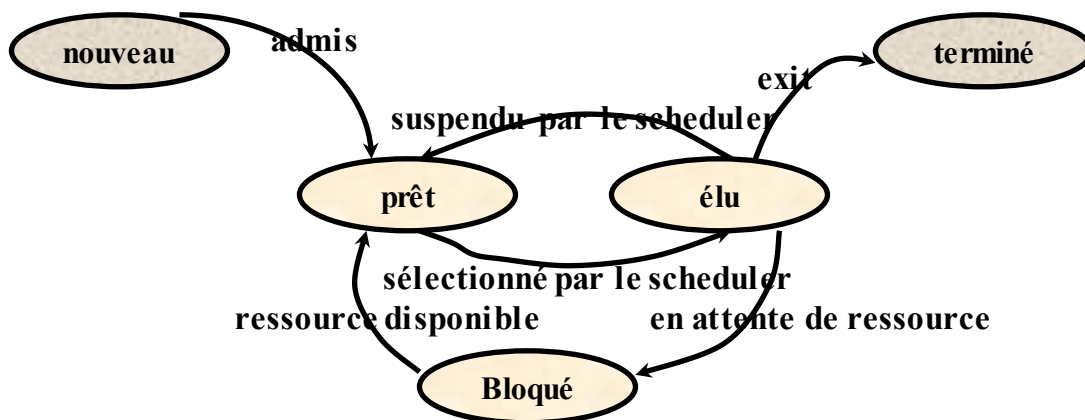 nouveau
admis
terminé
exit
suspendu par le scheduler
prêt
élu
sélectionné par le scheduler
ressource disponible
en attente de ressource
Bloqué